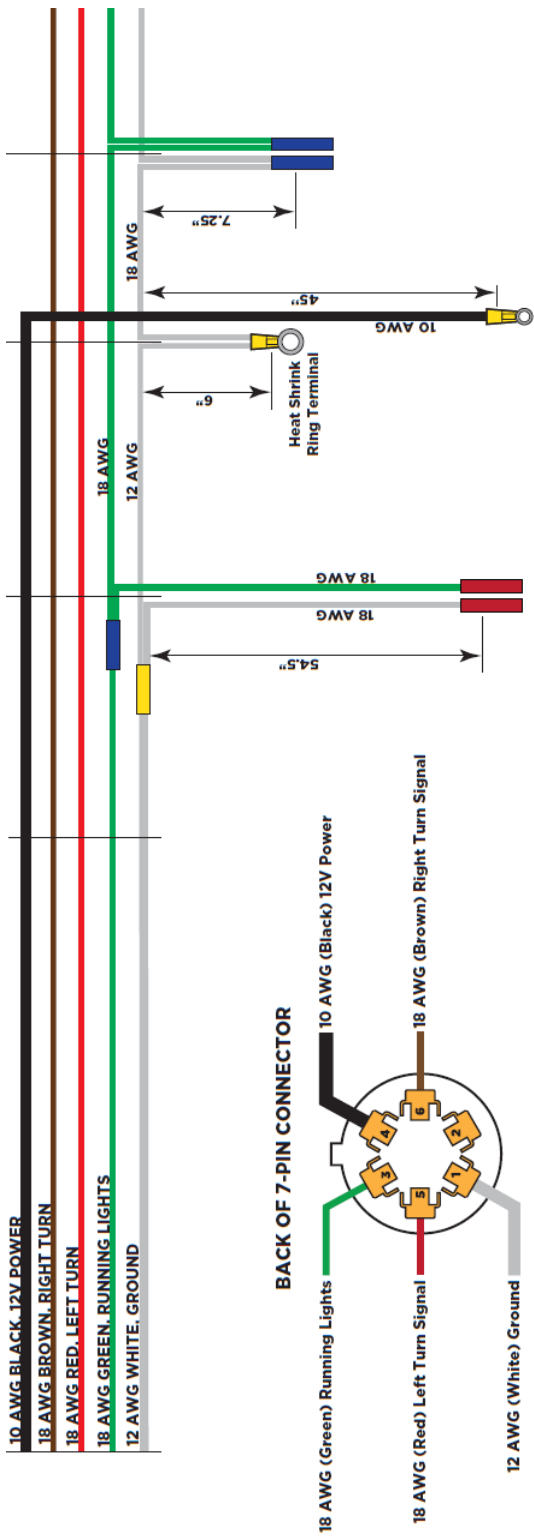 10 AWG BLACK, 12V POWER
18 AWG BROWN, RIGHT TURN
18 AWG RED, LEFT TURN
18 AWG GREEN, RUNNING LIGHTS
12 AWG WHITE, GROUND
18 AWG
12 AWG
18 AWG
54.5”
18 AWG
18 AWG
6”
Heat Shrink
Ring Terminal
45”
10 AWG
7.25”
BACK OF 7-PIN CONNECTOR
18 AWG (Green) Running Lights
10 AWG (Black) 12V Power
18 AWG (Red) Left Turn Signal
18 AWG (Brown) Right Turn Signal
12 AWG (White) Ground
3
4
5
6
1
2